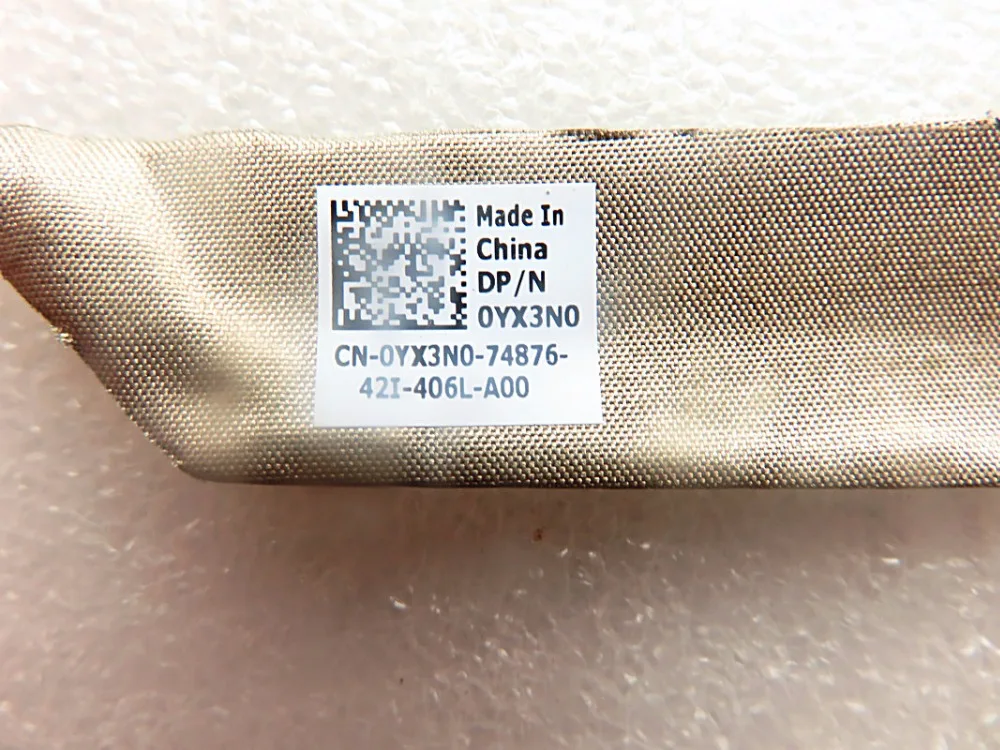 Made In
China
DP/N
0YX3N0
CN-0YX3N0-74876-
42I-406L-A00